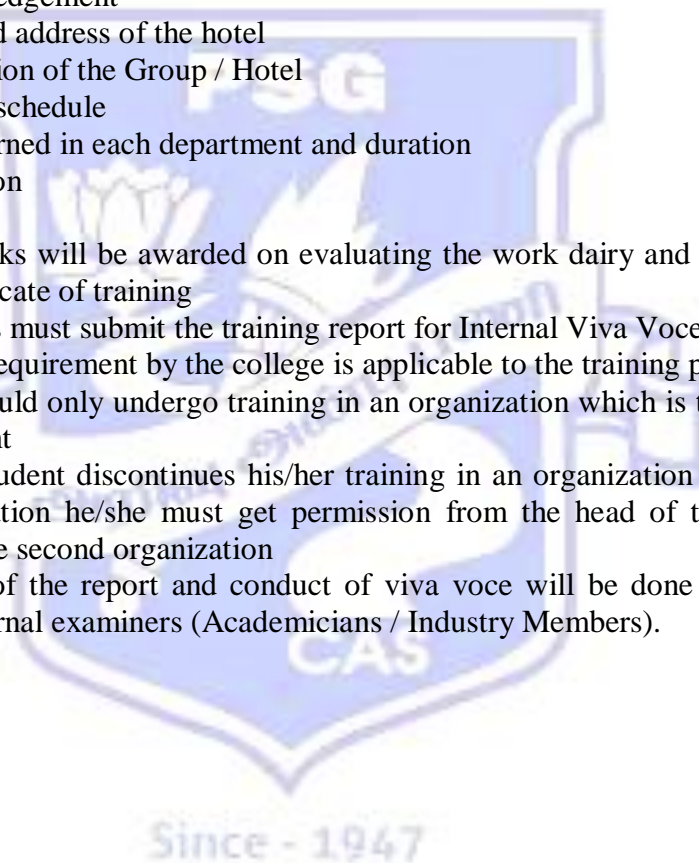 edgement
d address of the hotel
ion of the Group / Hotel
schedule
rned in each department and duration
on
ks will be awarded on evaluating the work dairy and
icate of training
s must submit the training report for Internal Viva Voce
equirement by the college is applicable to the training p
uld only undergo training in an organization which is t
nt
udent discontinues his/her training in an organization
ation he/she must get permission from the head of t
e second organization
of the report and conduct of viva voce will be done
rnal examiners (Academicians / Industry Members).
PSG
CAS
Since - 1947